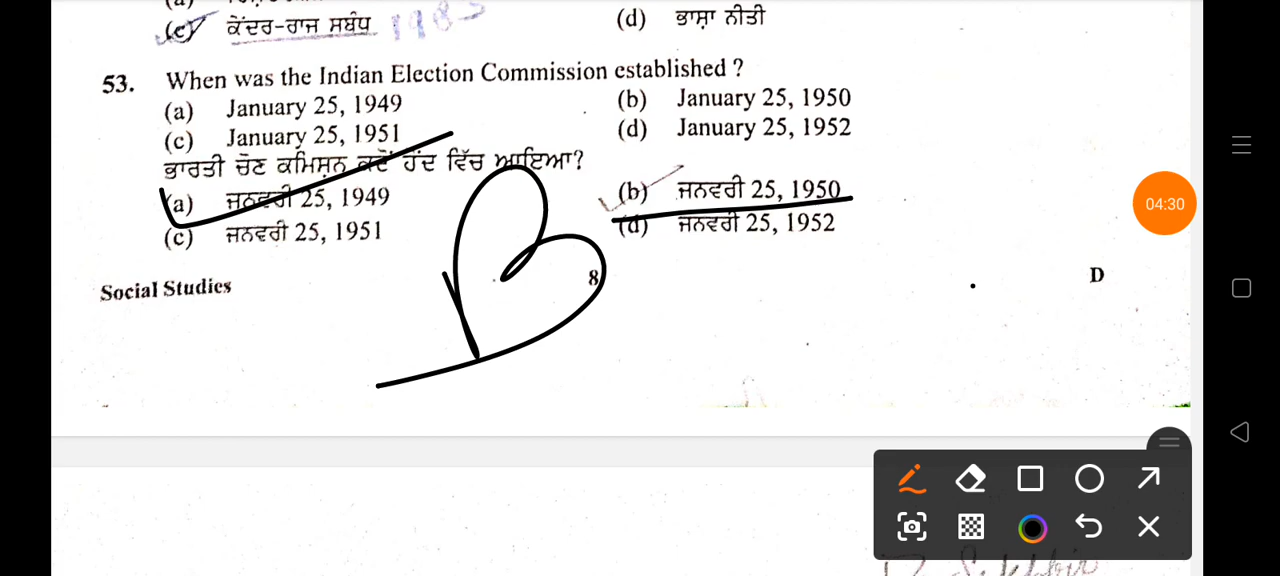 (c) ਕੇਂਦਰ-ਰਾਜ ਸਬੰਧ 198 (d) ਭਾਸ਼ਾ ਨੀਤੀ
53. When was the Indian Election Commission established ?
(a) January 25, 1949 (b) January 25, 1950
(c) January 25, 1951 (d) January 25, 1952
ਭਾਰਤੀ ਚੋਣ ਕਮਿਸ਼ਨ ਕਦੋਂ ਹੋਂਦ ਵਿੱਚ ਆਇਆ?
(a) ਜਨਵਰੀ 25, 1949 (b) ਜਨਵਰੀ 25, 1950
(c) ਜਨਵਰੀ 25, 1951 (d) ਜਨਵਰੀ 25, 1952
B
Social Studies 8 D
04:30